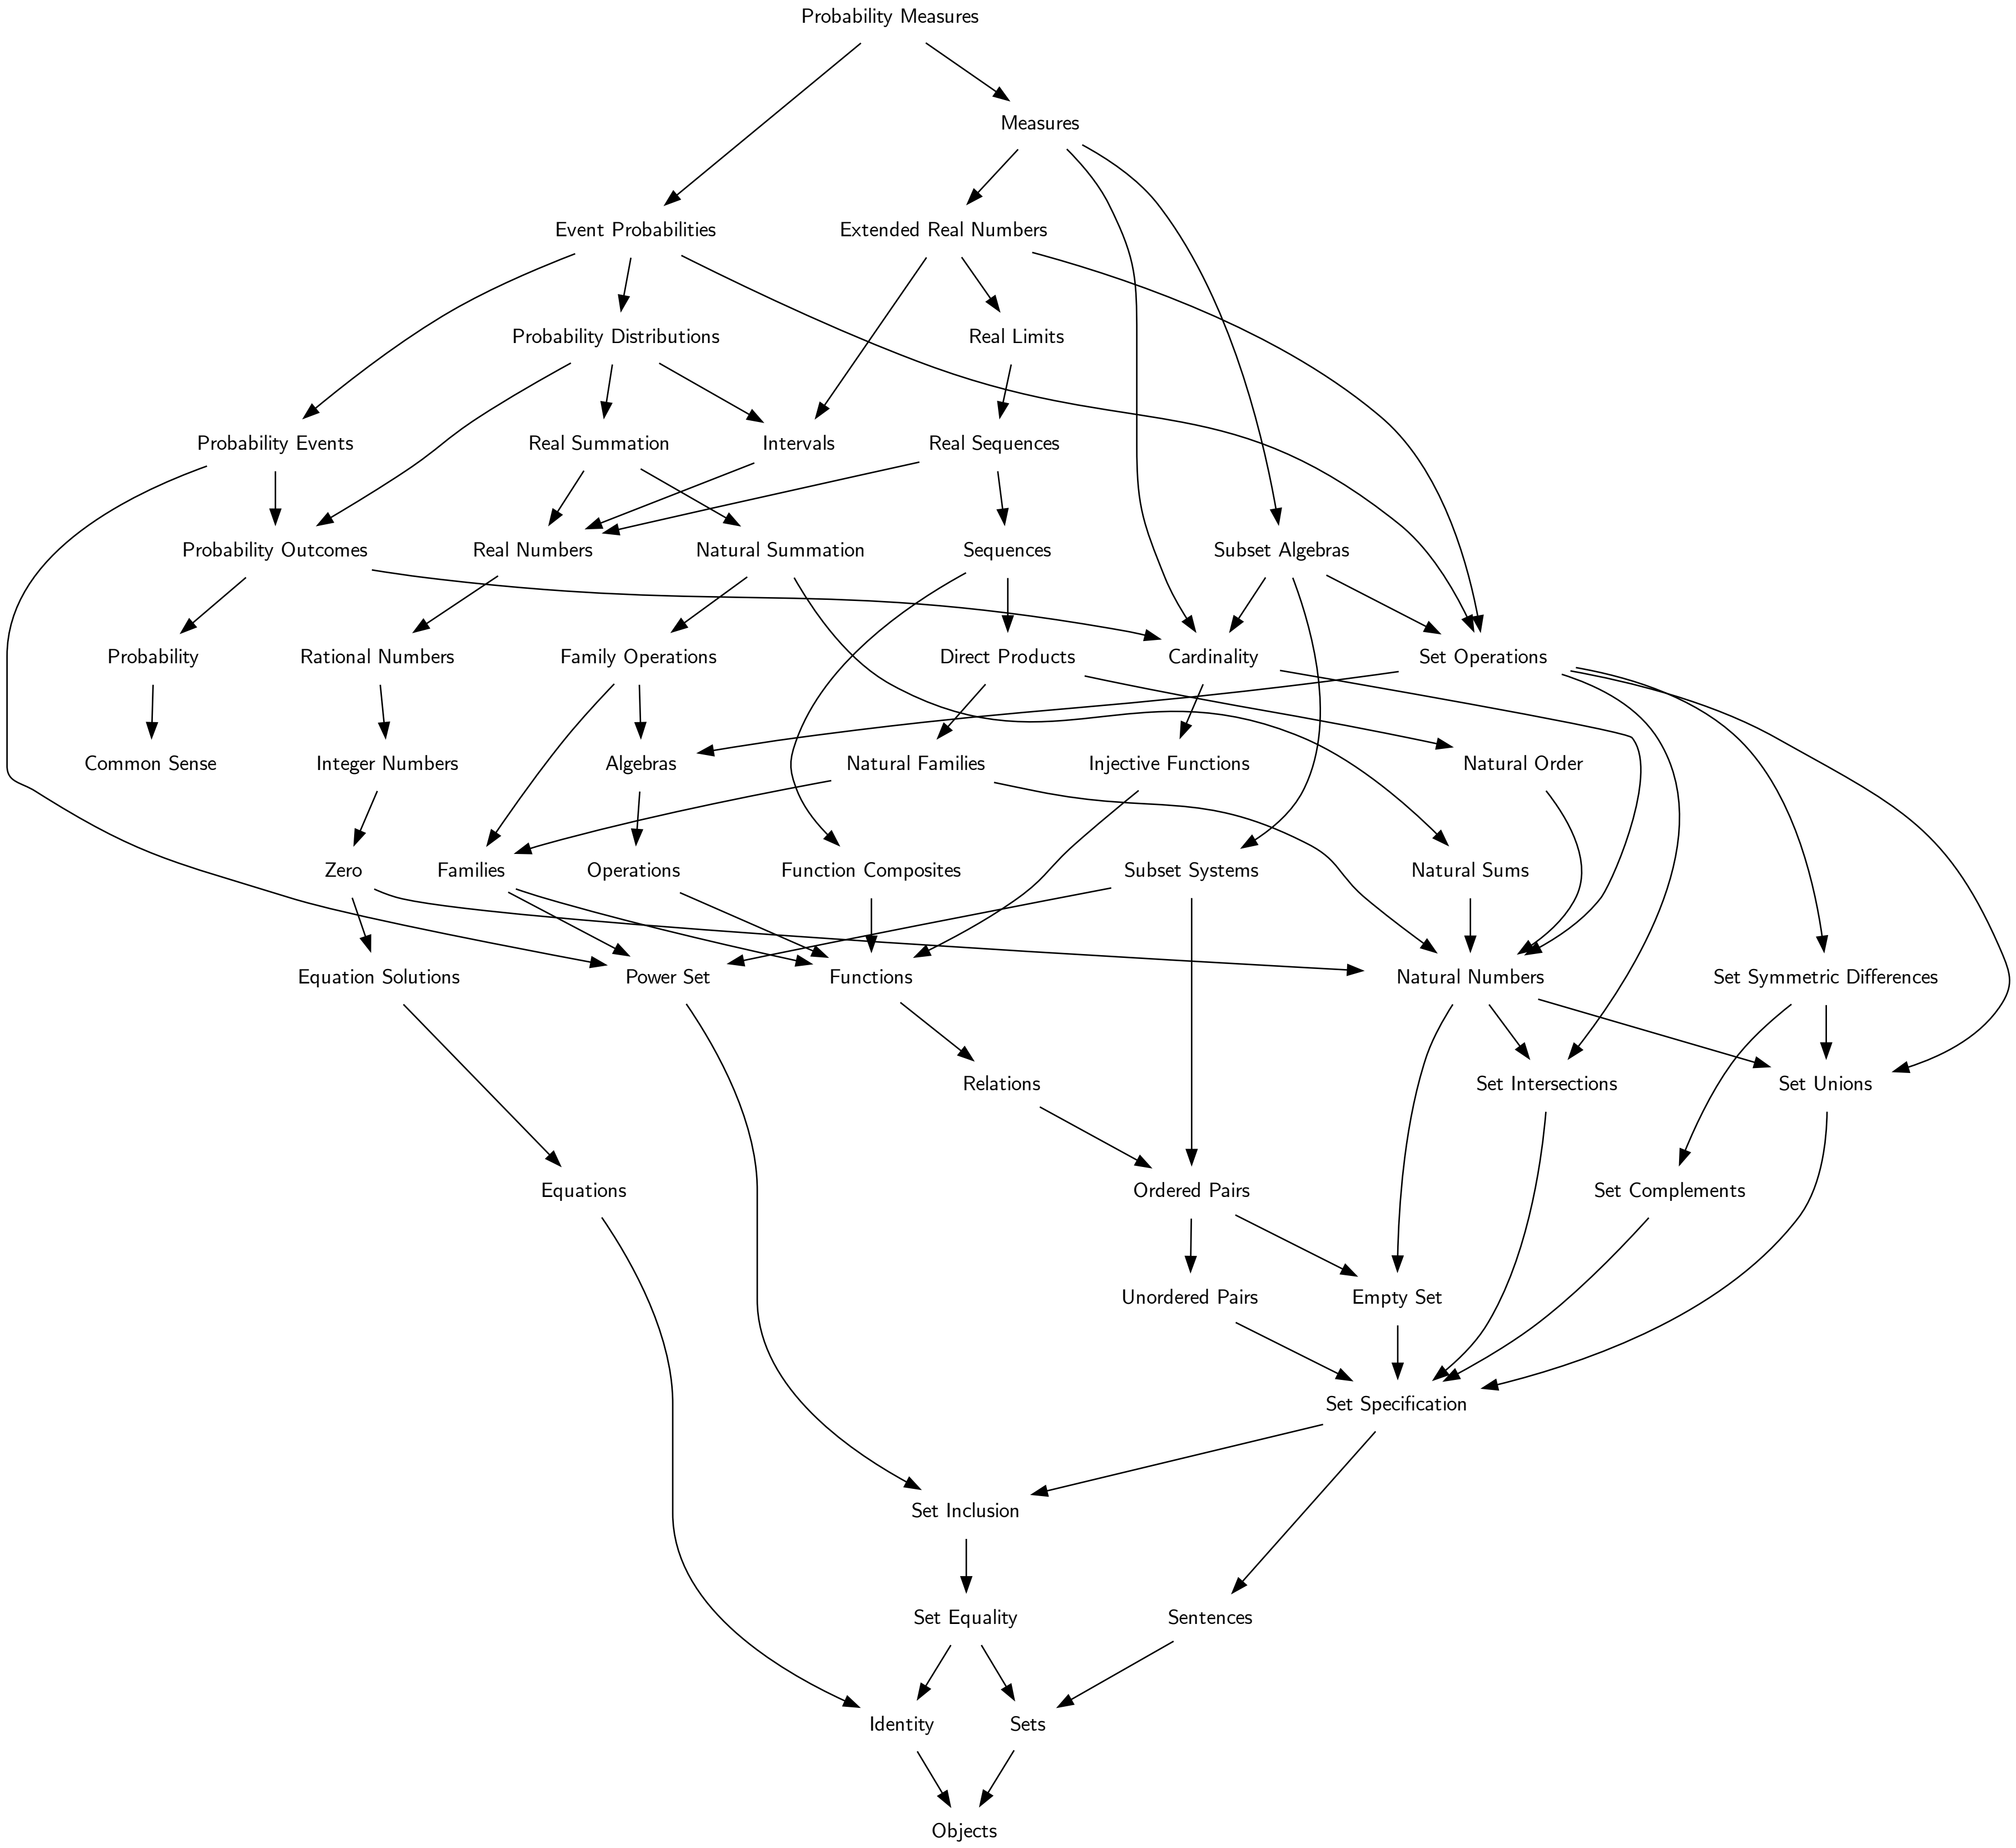 Probability Measures
Measures
Event Probabilities
Extended Real Numbers
Probability Distributions
Real Limits
Probability Events
Real Summation
Intervals
Real Sequences
Probability Outcomes
Real Numbers
Natural Summation
Sequences
Subset Algebras
Probability
Rational Numbers
Family Operations
Direct Products
Cardinality
Set Operations
Common Sense
Integer Numbers
Algebras
Natural Families
Injective Functions
Natural Order
Zero
Families
Operations
Function Composites
Subset Systems
Natural Sums
Equation Solutions
Power Set
Functions
Natural Numbers
Set Symmetric Differences
Relations
Set Intersections
Set Unions
Equations
Ordered Pairs
Set Complements
Unordered Pairs
Empty Set
Set Specification
Set Inclusion
Set Equality
Sentences
Identity
Sets
Objects